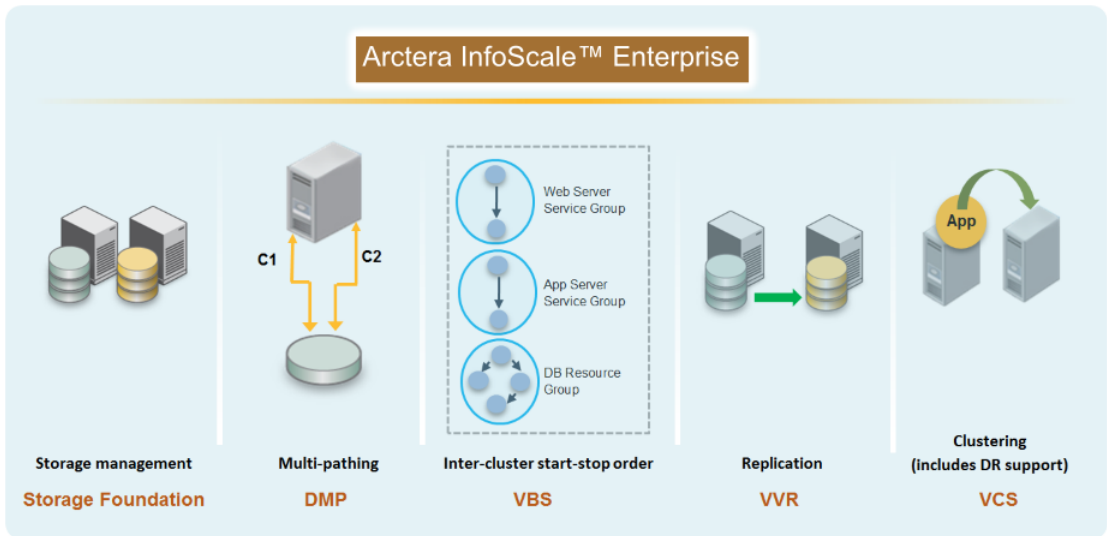 Arctera InfoScale™ Enterprise
C1
C2
Web Server
Service Group
App Server
Service Group
DB Resource
Group
App
Storage management
Storage Foundation
Multi-pathing
DMP
Inter-cluster start-stop order
VBS
Replication
VVR
Clustering
(includes DR support)
VCS